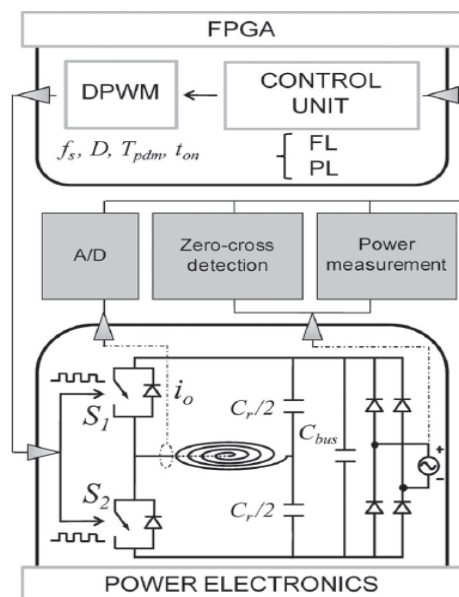 FPGA
DPWM
CONTROL
UNIT
f_s, D, T_pdm, t_on
FL
PL
A/D
Zero-cross
detection
Power
measurement
S_1
i_o
C_r/2
C_bus
+
-
S_2
C_r/2
POWER ELECTRONICS